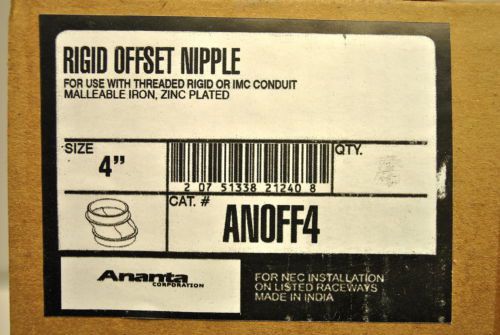 RIGID OFFSET NIPPLE
FOR USE WITH THREADED RIGID OR IMC CONDUIT
MALLEABLE IRON, ZINC PLATED
SIZE
4"
QTY.
2 07 51338 21240 8
CAT. #
ANOFF4
Ananta
CORPORATION
FOR NEC INSTALLATION
ON LISTED RACEWAYS
MADE IN INDIA